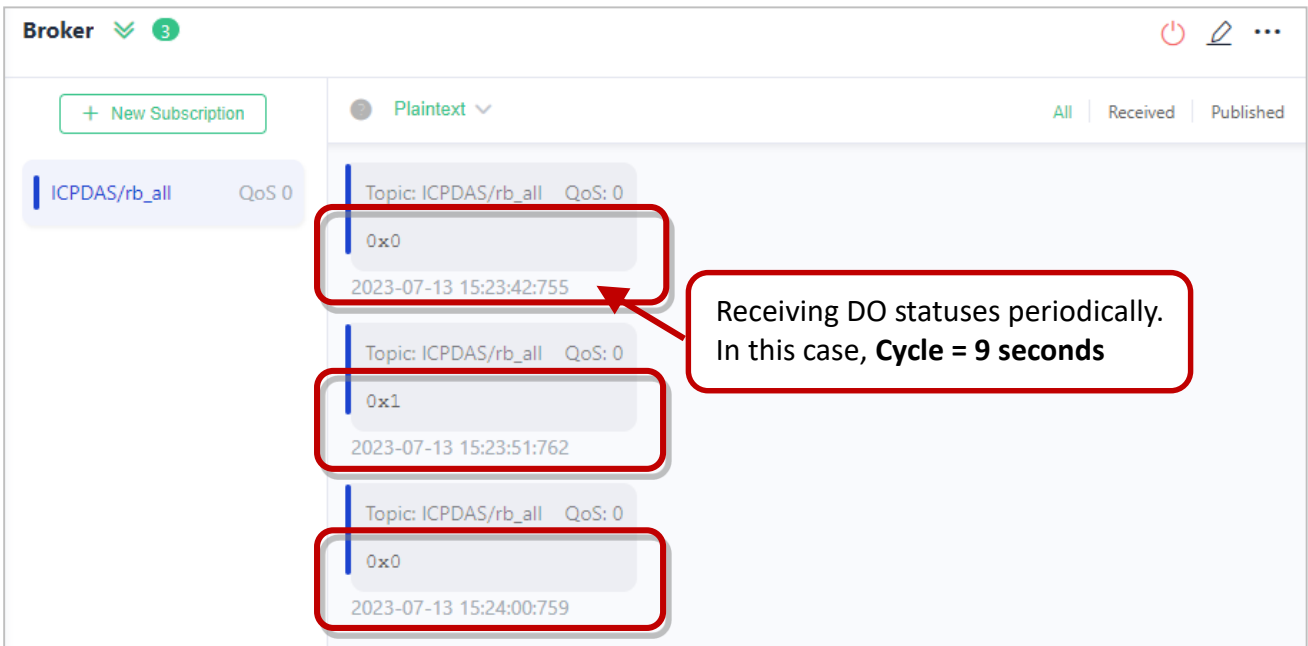 Broker 3
+ New Subscription
Plaintext
All Received Published
ICPDAS/rb_all QoS 0
Topic: ICPDAS/rb_all QoS: 0
0x0
2023-07-13 15:23:42:755
Receiving DO statuses periodically.
In this case, Cycle = 9 seconds
Topic: ICPDAS/rb_all QoS: 0
0x1
2023-07-13 15:23:51:762
Topic: ICPDAS/rb_all QoS: 0
0x0
2023-07-13 15:24:00:759